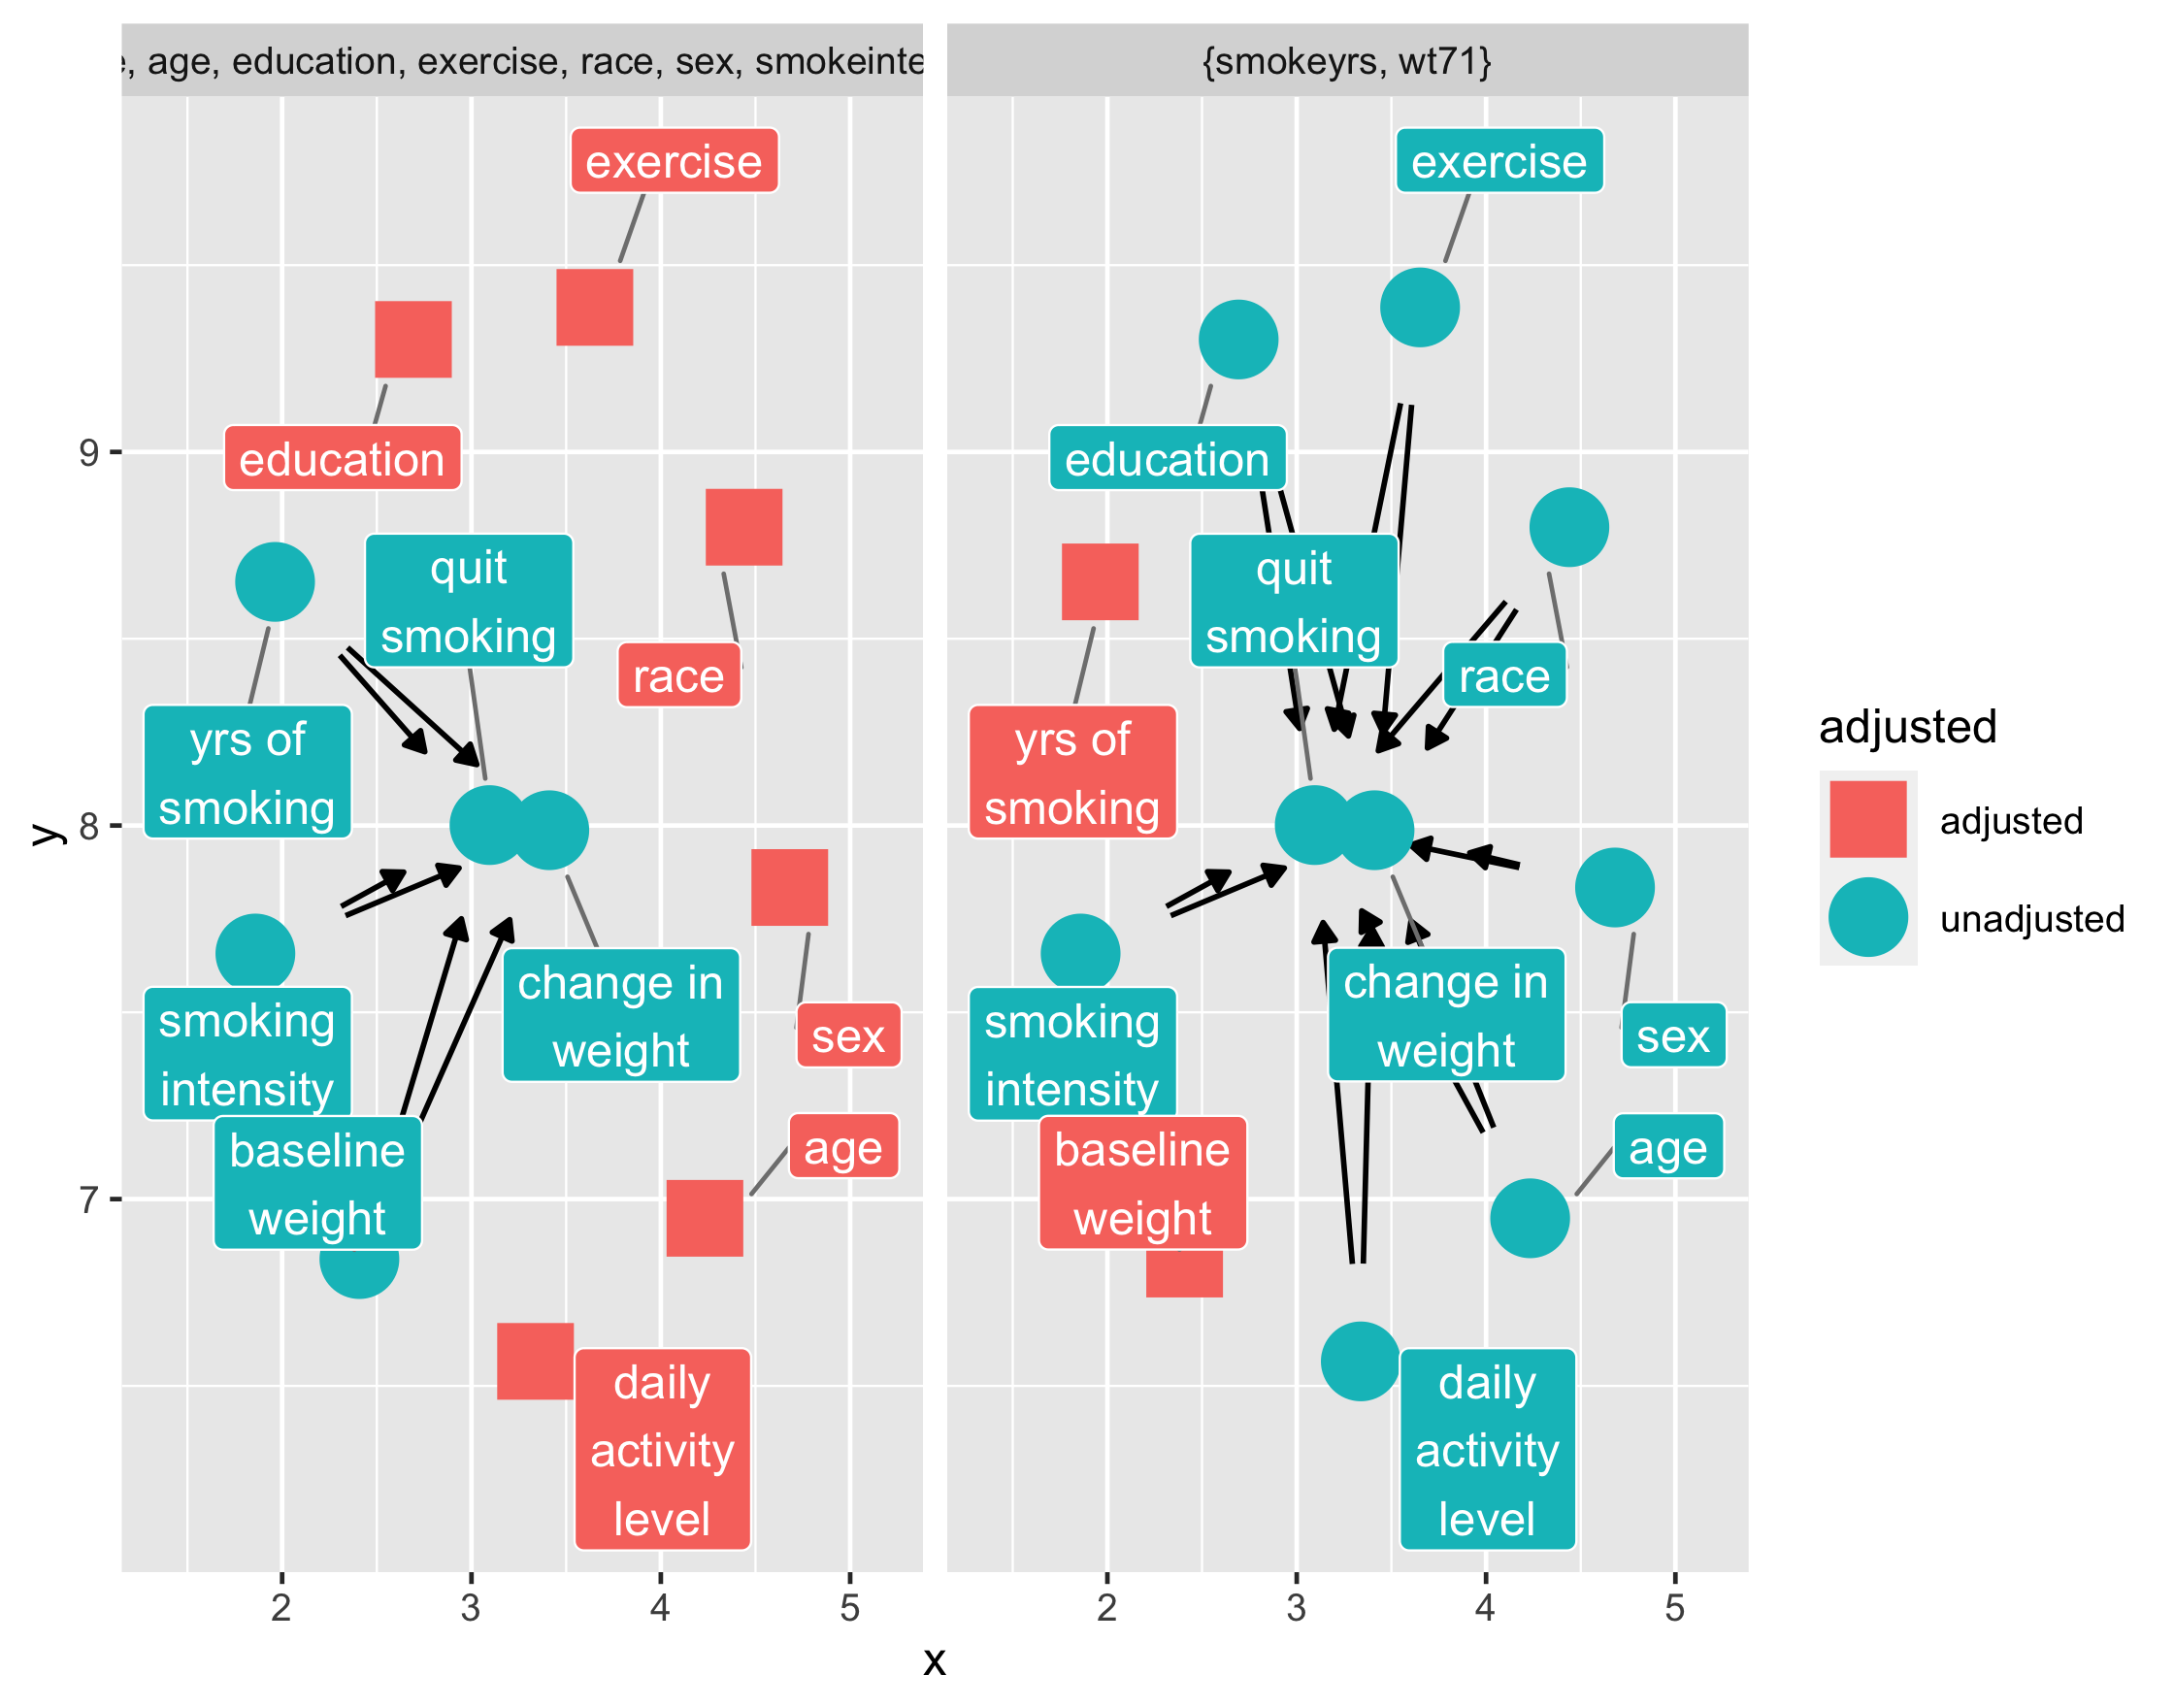 , age, education, exercise, race, sex, smokeinte
{smokeyrs, wt71}
exercise
education
quit
smoking
race
yrs of
smoking
smoking
intensity
change in
weight
sex
baseline
weight
age
daily
activity
level
exercise
education
quit
smoking
race
yrs of
smoking
smoking
intensity
change in
weight
sex
baseline
weight
age
daily
activity
level
9
8
7
y
2
3
4
5
2
3
4
5
x
adjusted
adjusted
unadjusted